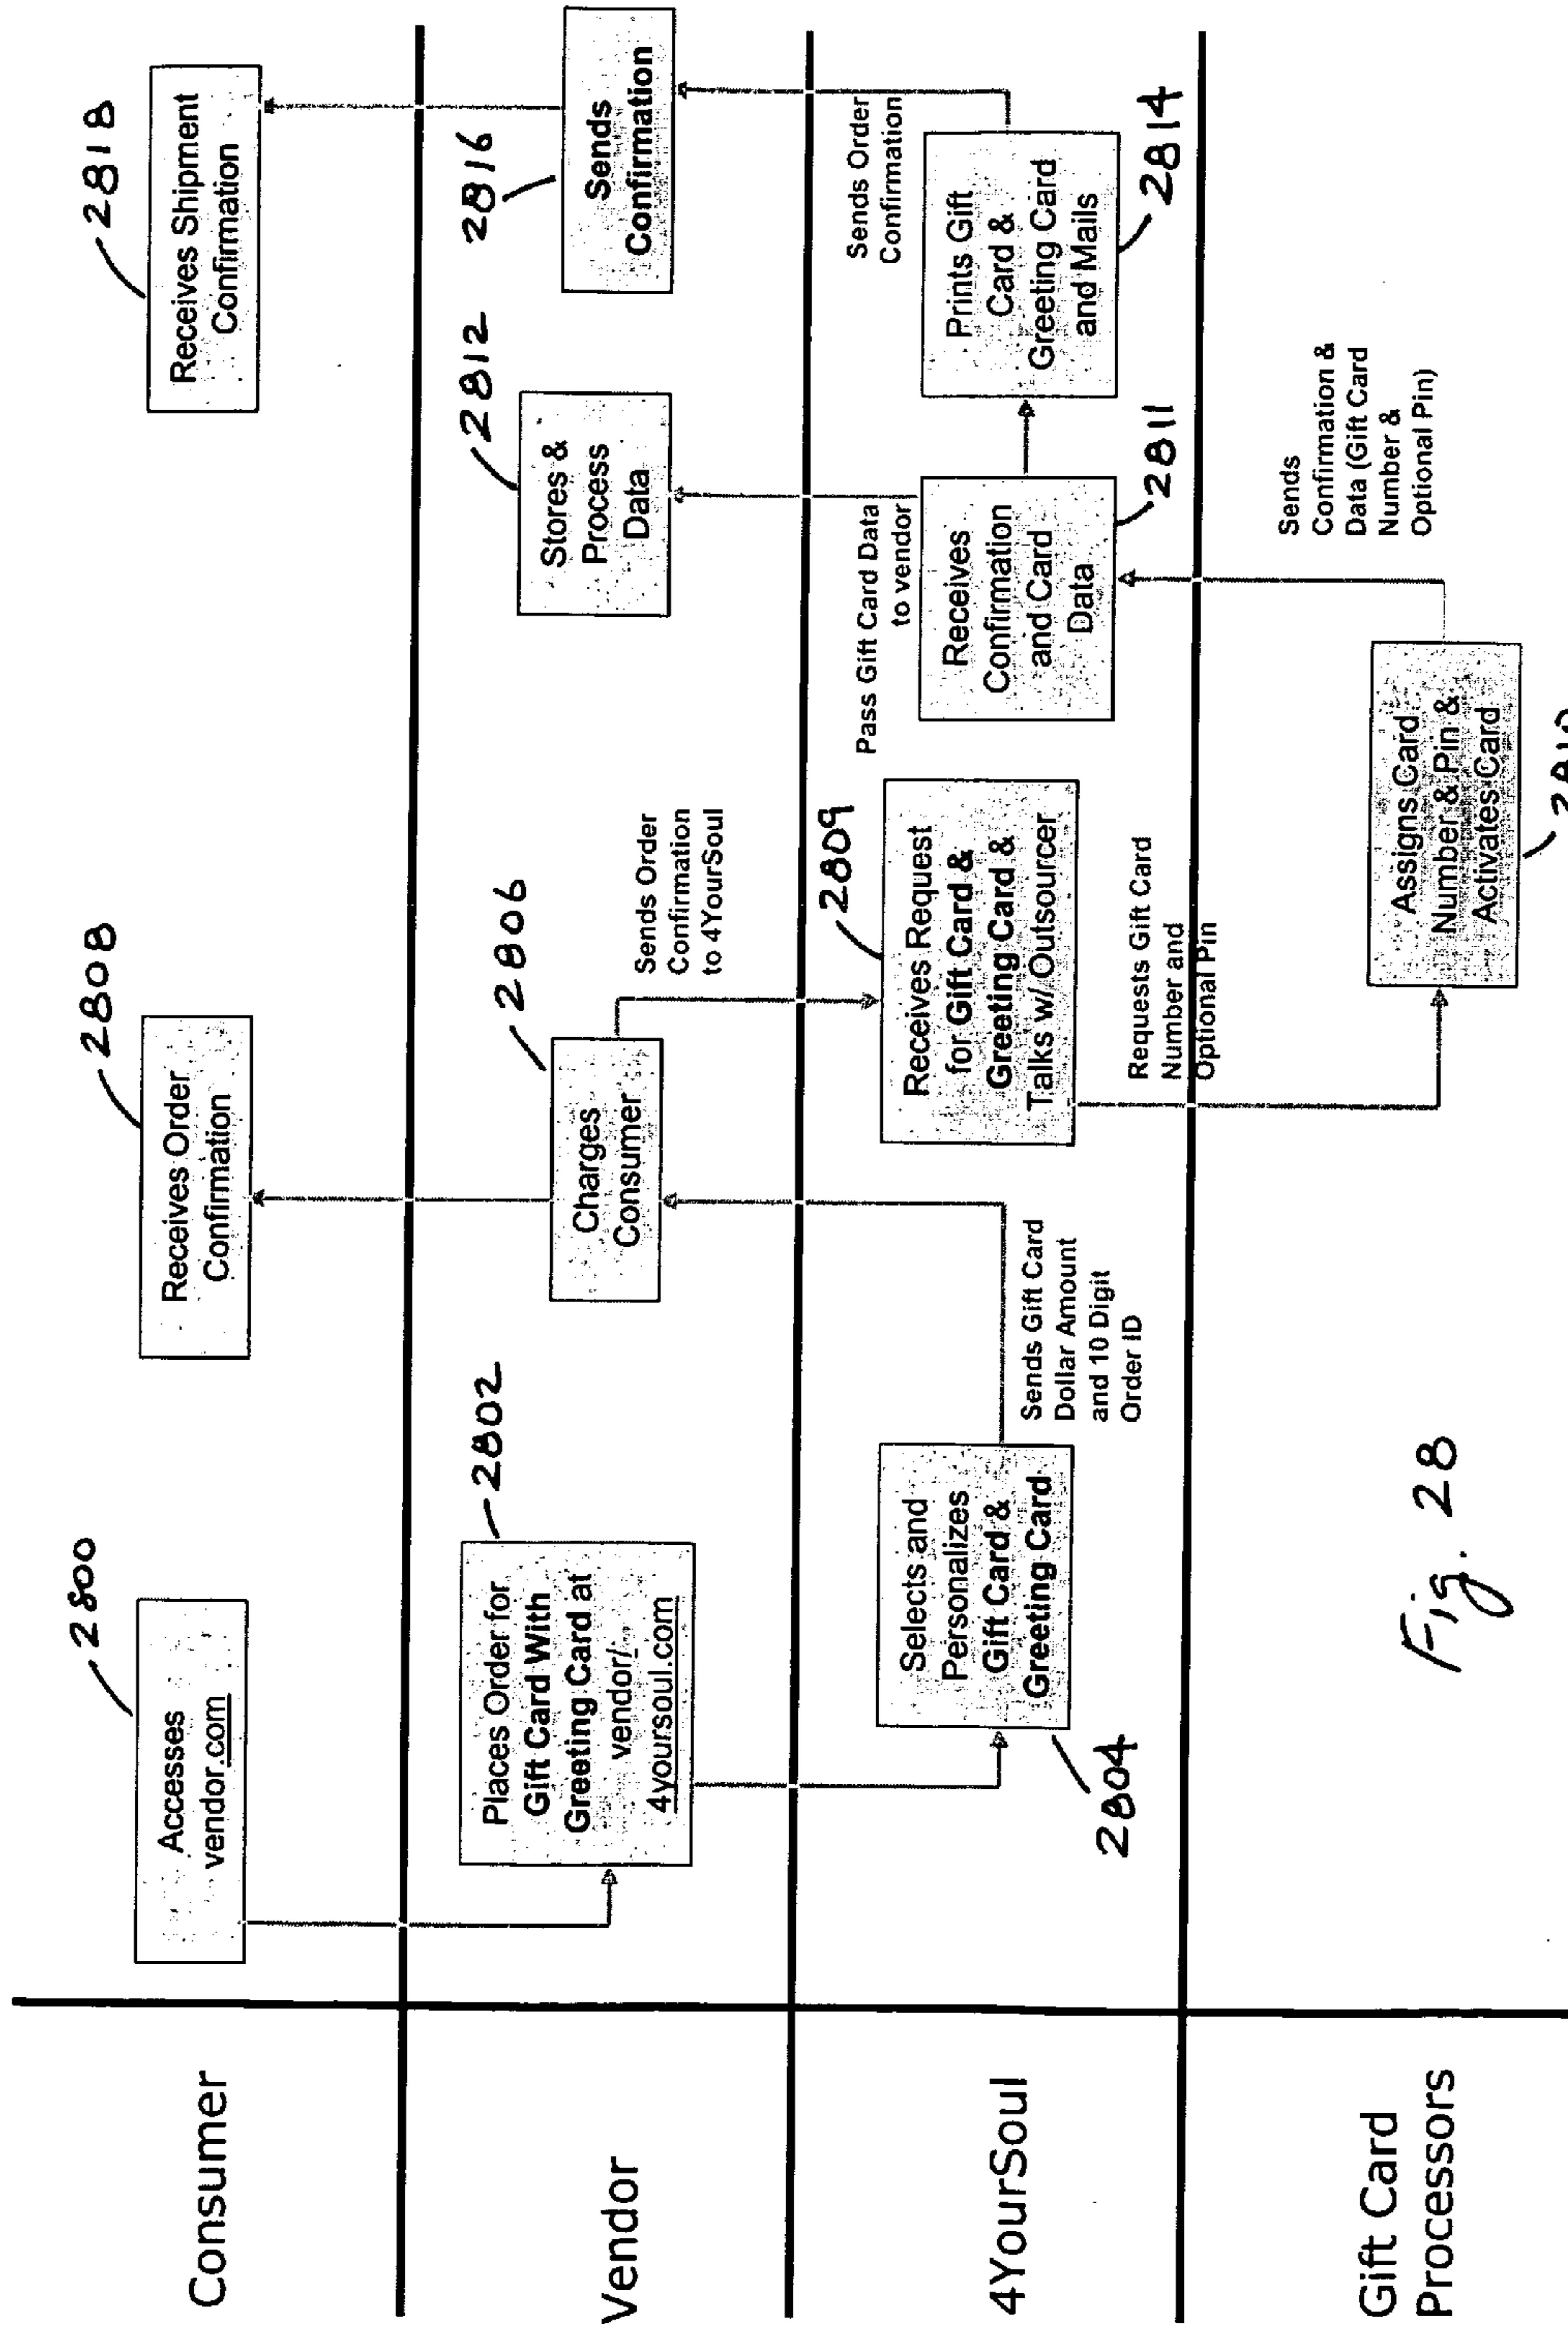 Consumer
Accesses
vendor.com
2800
Receives Order
Confirmation
2808
Receives Shipment
Confirmation
2818
Vendor
Places Order for
Gift Card With
Greeting Card at
vendor/
4yoursoul.com
2802
Charges
Consumer
2806
Sends Order
Confirmation
to 4YourSoul
Stores &
Process
Data
2812
Sends
Confirmation
2816
4YourSoul
Selects and
Personalizes
Gift Card &
Greeting Card
2804
Sends Gift Card
Dollar Amount
and 10 Digit
Order ID
Receives Request
for Gift Card &
Greeting Card &
Talks w/ Outsourcer
2809
Requests Gift Card
Number and
Optional Pin
Pass Gift Card Data
to vendor
Receives
Confirmation
and Card
Data
2811
Sends Order
Confirmation
Prints Gift
Card &
Greeting Card
and Mails
2814
Gift Card
Processors
Assigns Card
Number & Pin &
Activates Card
Sends
Confirmation &
Data (Gift Card
Number &
Optional Pin)
Fig. 28